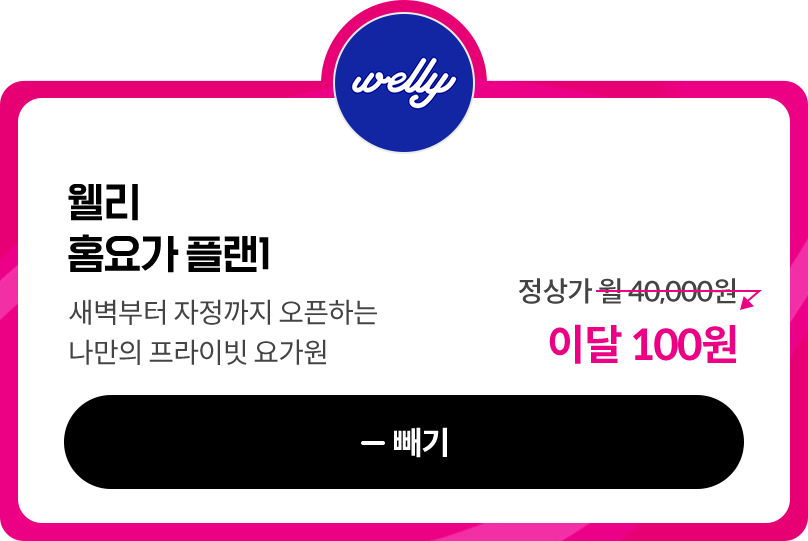 welly
웰리
홈요가 플랜1
새벽부터 자정까지 오픈하는
나만의 프라이빗 요가원
정상가 월 40,000원
이달 100원
— 빼기